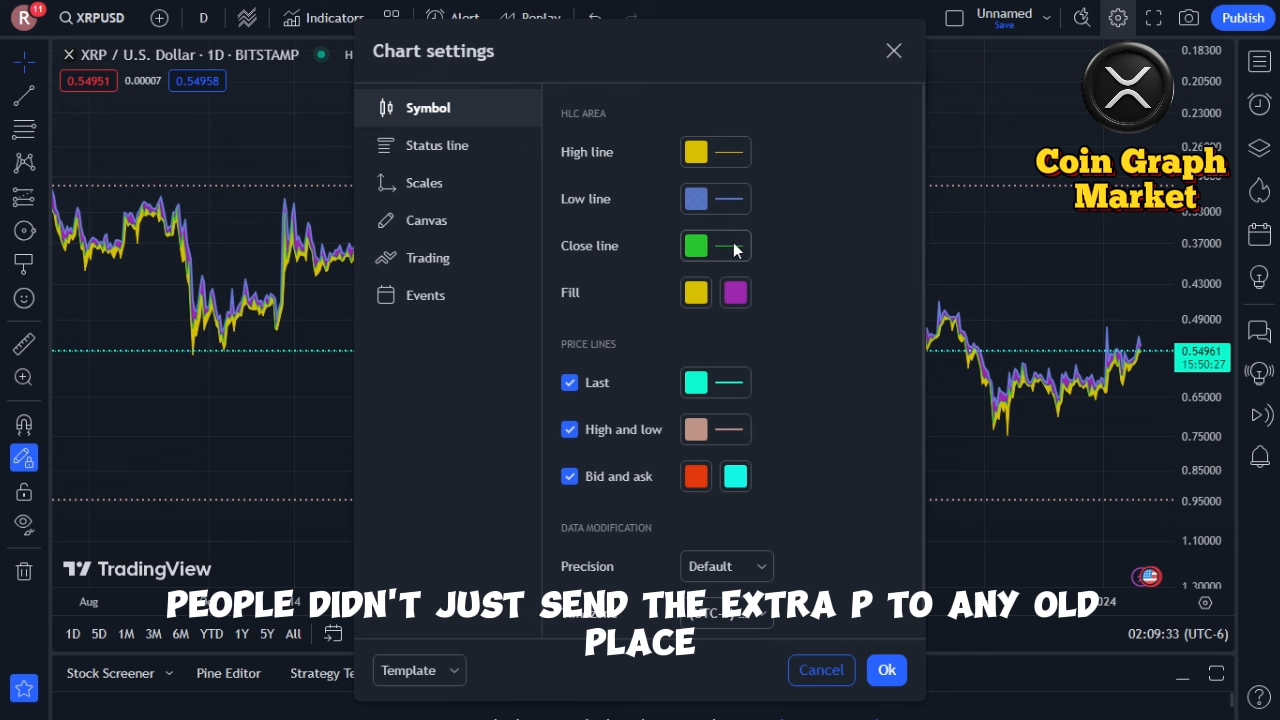 R
11
XRPUSD
D
Indicators
Alert
Replay
Unnamed
Save
Publish
XRP / U.S. Dollar · 1D · BITSTAMP
H
0.54951
0.00007
0.54958
Chart settings
Symbol
Status line
Scales
Canvas
Trading
Events
HLC AREA
High line
Low line
Close line
Fill
PRICE LINES
Last
High and low
Bid and ask
DATA MODIFICATION
Precision
Default
(UTC-6)
Template
Cancel
Ok
Coin Graph
Market
0.18300
0.20500
0.23000
0.33000
0.37000
0.43000
0.49000
0.54961
15:50:27
0.65000
0.75000
0.85000
0.95000
1.10000
1.30000
TradingView
PEOPLE DIDN'T JUST SEND THE EXTRA P TO ANY OLD
PLACE
Aug
1D 5D 1M 3M 6M YTD 1Y 5Y All
02:09:33 (UTC-6)
Stock Screener
Pine Editor